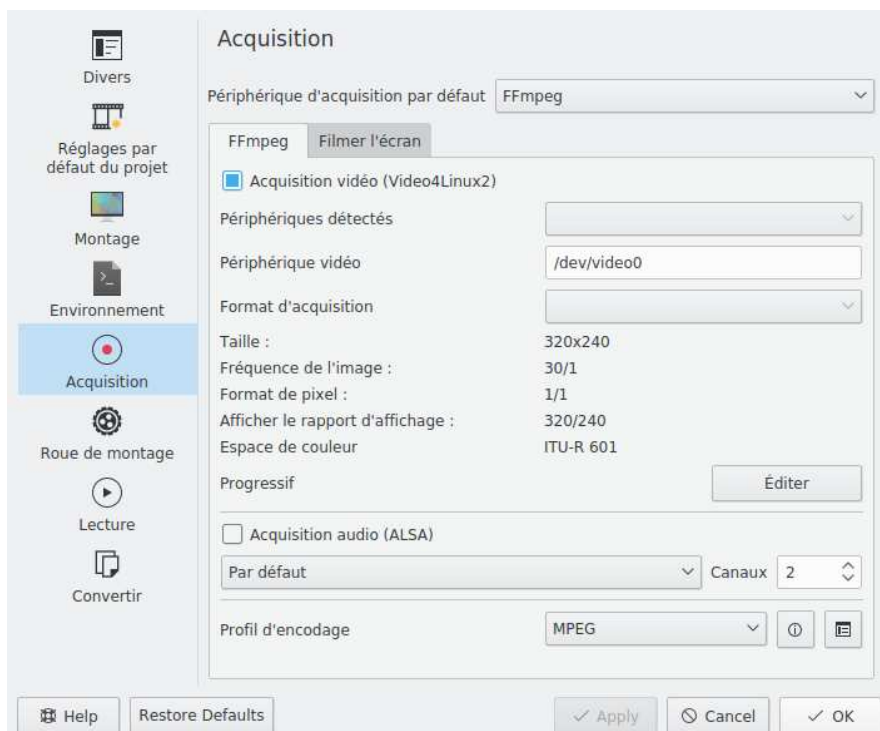 Divers
Réglages par
défaut du projet
Montage
Environnement
Acquisition
Roue de montage
Lecture
Convertir
Acquisition
Périphérique d'acquisition par défaut FFmpeg
FFmpeg Filmer l'écran
Acquisition vidéo (Video4Linux2)
Périphériques détectés
Périphérique vidéo /dev/video0
Format d'acquisition
Taille : 320x240
Fréquence de l'image : 30/1
Format de pixel : 1/1
Afficher le rapport d'affichage : 320/240
Espace de couleur ITU-R 601
Progressif Éditer
Acquisition audio (ALSA)
Par défaut Canaux 2
Profil d'encodage MPEG
Help Restore Defaults Apply Cancel OK